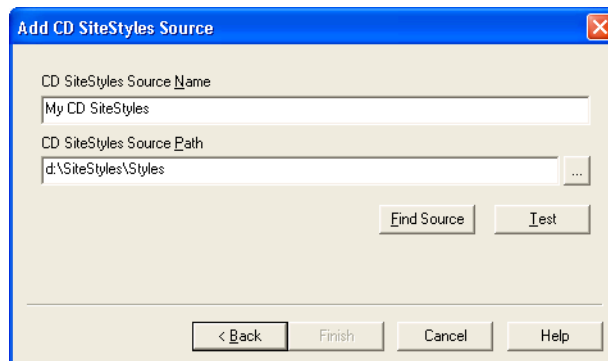 Add CD SiteStyles Source
CD SiteStyles Source Name
My CD SiteStyles
CD SiteStyles Source Path
d:\SiteStyles\Styles
...
Find Source Test
< Back Finish Cancel Help